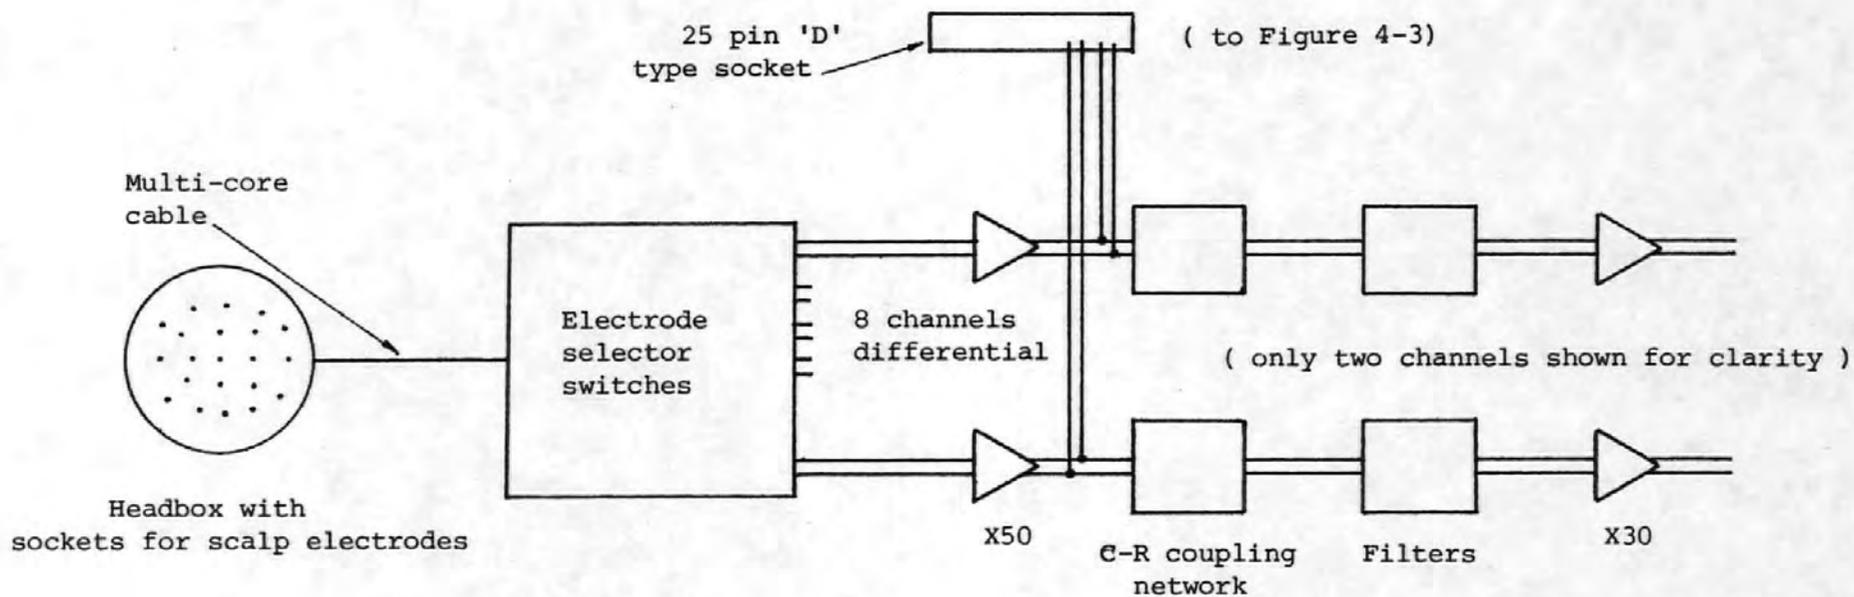 25 pin 'D'
type socket
( to Figure 4-3)
Multi-core
cable
Electrode
selector
switches
8 channels
differential
( only two channels shown for clarity )
Headbox with
sockets for scalp electrodes
X50
C-R coupling
network
Filters
X30